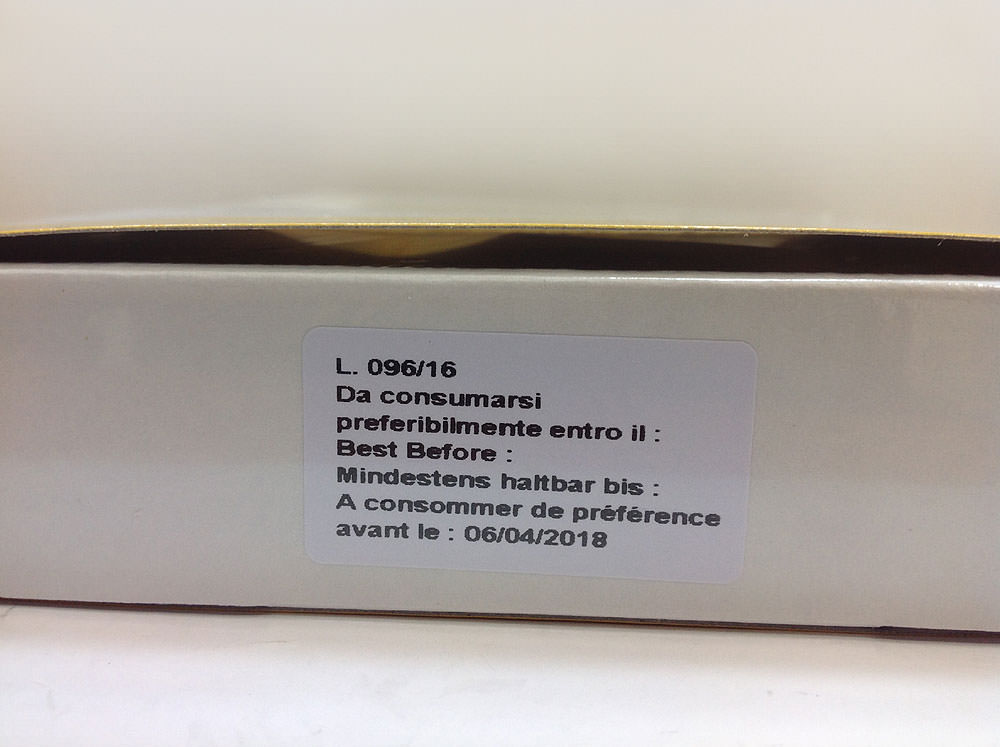 L. 096/16
Da consumarsi
preferibilmente entro il :
Best Before :
Mindestens haltbar bis :
A consommer de préférence
avant le : 06/04/2018